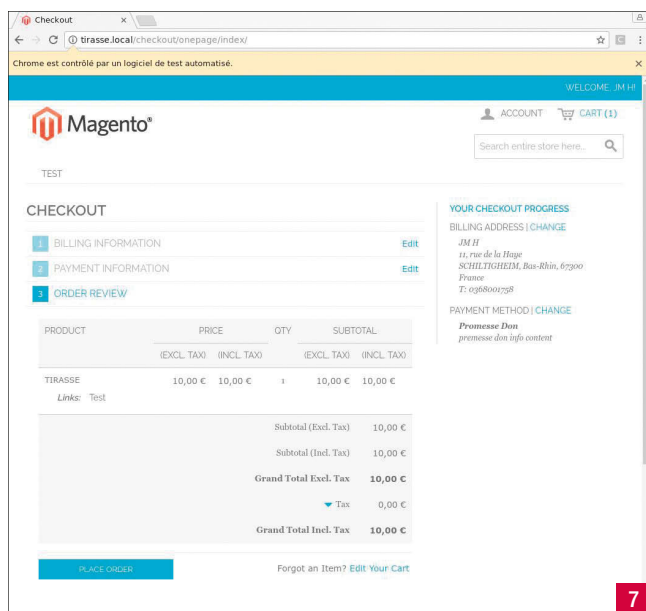 Checkout
tirasse.local/checkout/onepage/index/
Chrome est contrôlé par un logiciel de test automatisé.
WELCOME, JM H!
Magento®
ACCOUNT CART (1)
Search entire store here...
TEST
CHECKOUT
1 BILLING INFORMATION Edit
2 PAYMENT INFORMATION Edit
3 ORDER REVIEW
PRODUCT PRICE QTY SUBTOTAL
(EXCL. TAX) (INCL. TAX) (EXCL. TAX) (INCL. TAX)
TIRASSE 10,00 € 10,00 € 1 10,00 € 10,00 €
Links: Test
Subtotal (Excl. Tax) 10,00 €
Subtotal (Incl. Tax) 10,00 €
Grand Total Excl. Tax 10,00 €
Tax 0,00 €
Grand Total Incl. Tax 10,00 €
PLACE ORDER Forgot an Item? Edit Your Cart
YOUR CHECKOUT PROGRESS
BILLING ADDRESS | CHANGE
JM H
11, rue de la Haye
SCHILTIGHEIM, Bas-Rhin, 67300
France
T: 0368001758
PAYMENT METHOD | CHANGE
Promesse Don
premesse don info content
7